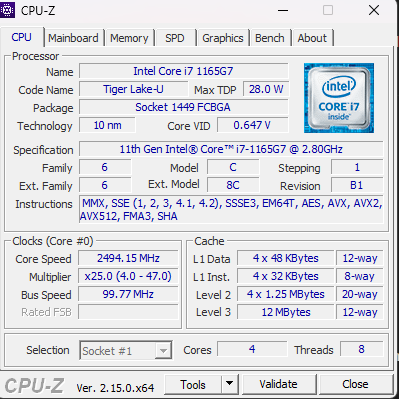 CPU-Z
CPU Mainboard Memory SPD Graphics Bench About
Processor
Name Intel Core i7 1165G7
Code Name Tiger Lake-U Max TDP 28.0 W
Package Socket 1449 FCBGA
Technology 10 nm Core VID 0.647 V
intel
CORE i7
inside™
Specification 11th Gen Intel® Core™ i7-1165G7 @ 2.80GHz
Family 6 Model C Stepping 1
Ext. Family 6 Ext. Model 8C Revision B1
Instructions MMX, SSE (1, 2, 3, 4.1, 4.2), SSSE3, EM64T, AES, AVX, AVX2,
AVX512, FMA3, SHA
Clocks (Core #0)
Core Speed 2494.15 MHz
Multiplier x25.0 (4.0 - 47.0)
Bus Speed 99.77 MHz
Rated FSB
Cache
L1 Data 4 x 48 KBytes 12-way
L1 Inst. 4 x 32 KBytes 8-way
Level 2 4 x 1.25 MBytes 20-way
Level 3 12 MBytes 12-way
Selection Socket #1 Cores 4 Threads 8
CPU-Z Ver. 2.15.0.x64 Tools Validate Close